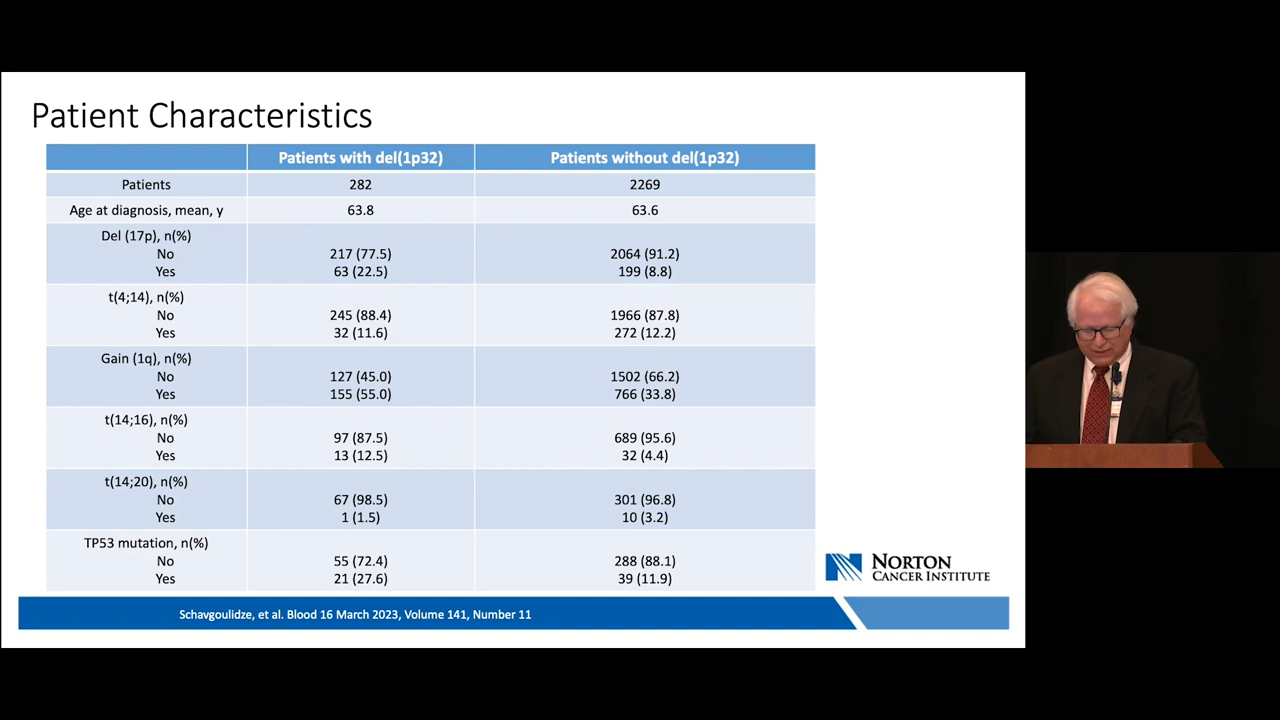 Patient Characteristics
Patients with del(1p32) Patients without del(1p32)
Patients 282 2269
Age at diagnosis, mean, y 63.8 63.6
Del (17p), n(%)
No 217 (77.5) 2064 (91.2)
Yes 63 (22.5) 199 (8.8)
t(4;14), n(%)
No 245 (88.4) 1966 (87.8)
Yes 32 (11.6) 272 (12.2)
Gain (1q), n(%)
No 127 (45.0) 1502 (66.2)
Yes 155 (55.0) 766 (33.8)
t(14;16), n(%)
No 97 (87.5) 689 (95.6)
Yes 13 (12.5) 32 (4.4)
t(14;20), n(%)
No 67 (98.5) 301 (96.8)
Yes 1 (1.5) 10 (3.2)
TP53 mutation, n(%)
No 55 (72.4) 288 (88.1)
Yes 21 (27.6) 39 (11.9)
NORTON
CANCER INSTITUTE
Schavgoulidze, et al. Blood 16 March 2023, Volume 141, Number 11